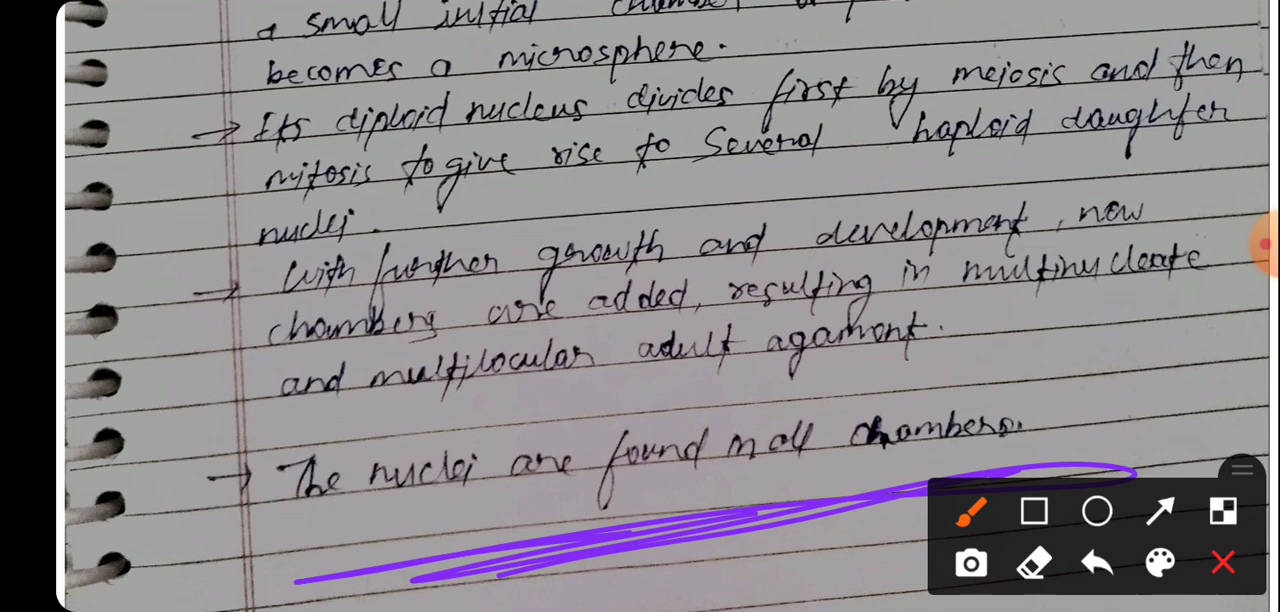 a small initial
becomes a microsphere.
→ Its diploid nucleus divides first by meiosis and then
mitosis to give rise to Several haploid daughter
nuclei.
→ With further growth and development, new
chambers are added, resulting in multinucleate
and multilocular adult agamont.
→ The nuclei are found in all chambers.